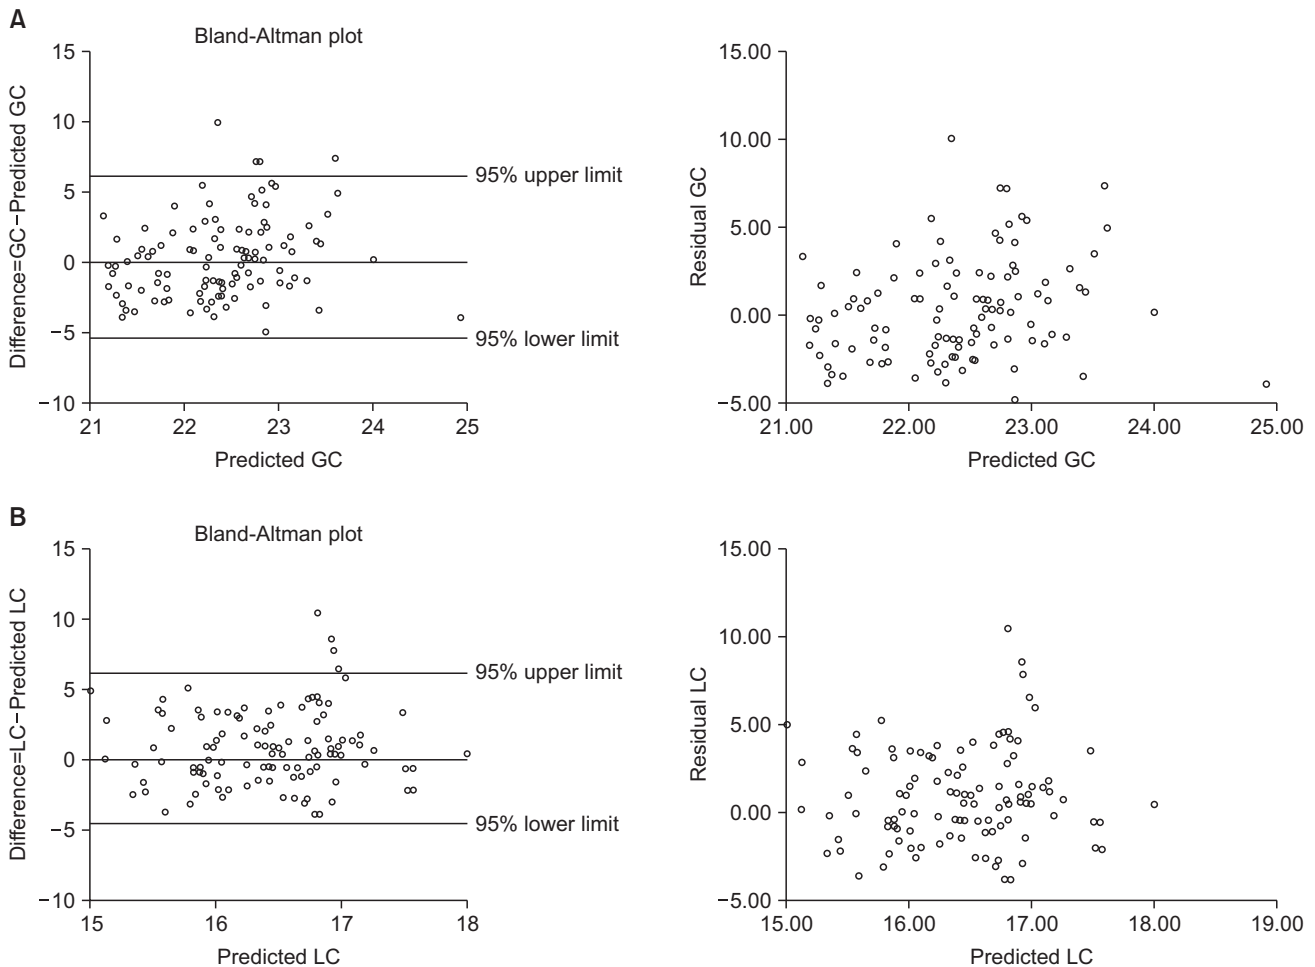 A
Bland-Altman plot
Difference=GC−Predicted GC
15
10
5
0
−5
−10
95% upper limit
95% lower limit
21 22 23 24 25
Predicted GC
Residual GC
15.00
10.00
5.00
0.00
−5.00
21.00 22.00 23.00 24.00 25.00
Predicted GC
B
Bland-Altman plot
Difference=LC−Predicted LC
15
10
5
0
−5
−10
95% upper limit
95% lower limit
15 16 17 18
Predicted LC
Residual LC
15.00
10.00
5.00
0.00
−5.00
15.00 16.00 17.00 18.00 19.00
Predicted LC